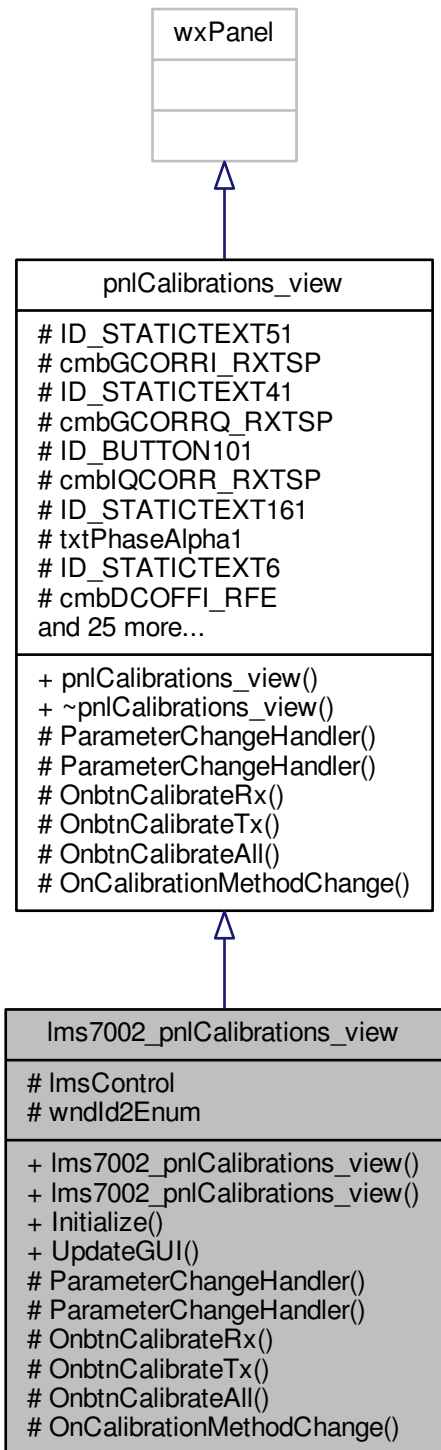 wxPanel
pnlCalibrations_view
# ID_STATICTEXT51
# cmbGCORRI_RXTSP
# ID_STATICTEXT41
# cmbGCORRQ_RXTSP
# ID_BUTTON101
# cmbIQCORR_RXTSP
# ID_STATICTEXT161
# txtPhaseAlpha1
# ID_STATICTEXT6
# cmbDCOFFI_RFE
and 25 more...
+ pnlCalibrations_view()
+ ~pnlCalibrations_view()
# ParameterChangeHandler()
# ParameterChangeHandler()
# OnbtnCalibrateRx()
# OnbtnCalibrateTx()
# OnbtnCalibrateAll()
# OnCalibrationMethodChange()
lms7002_pnlCalibrations_view
# lmsControl
# wndId2Enum
+ lms7002_pnlCalibrations_view()
+ lms7002_pnlCalibrations_view()
+ Initialize()
+ UpdateGUI()
# ParameterChangeHandler()
# ParameterChangeHandler()
# OnbtnCalibrateRx()
# OnbtnCalibrateTx()
# OnbtnCalibrateAll()
# OnCalibrationMethodChange()